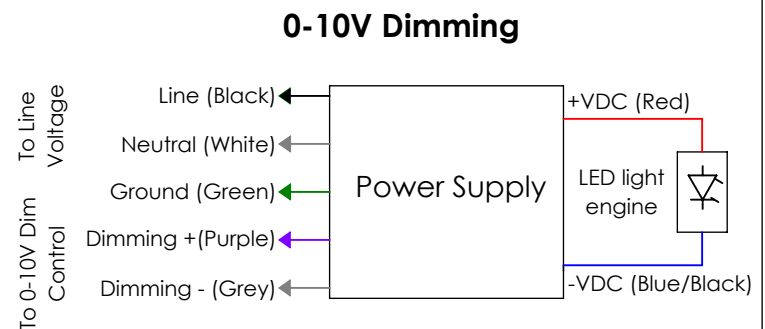 0-10V Dimming
To Line
Voltage
To 0-10V Dim
Control
Line (Black)
Neutral (White)
Ground (Green)
Dimming +(Purple)
Dimming - (Grey)
Power Supply
+VDC (Red)
LED light
engine
-VDC (Blue/Black)